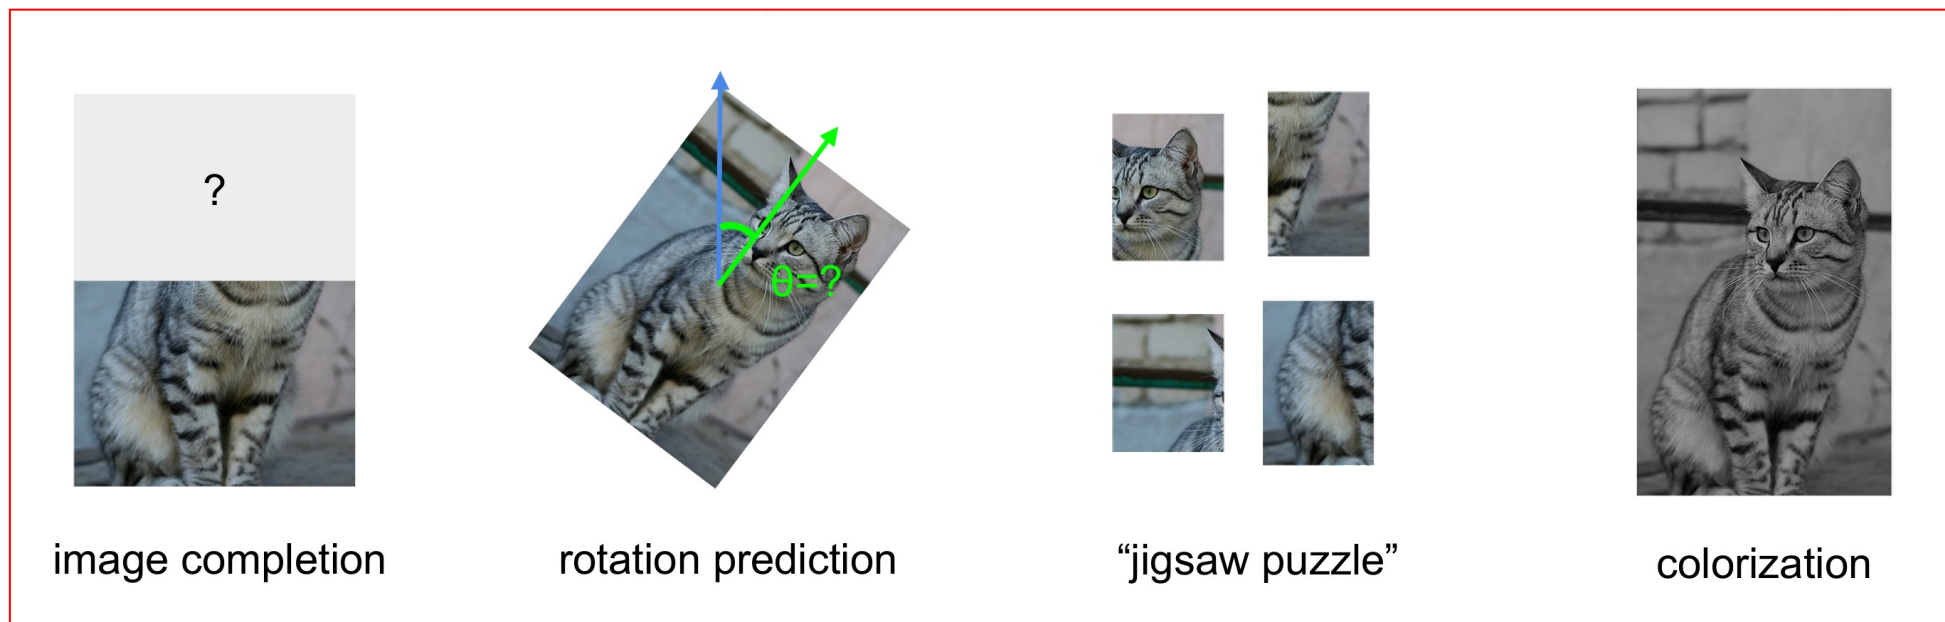 ?
θ=?
image completion
rotation prediction
“jigsaw puzzle”
colorization